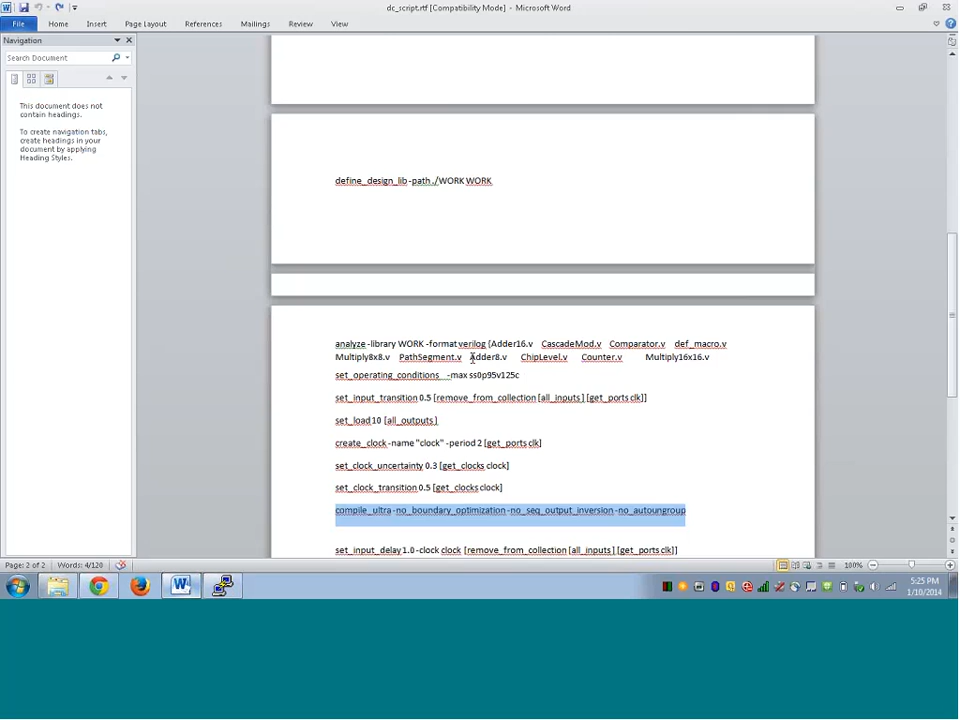 dc_script.rtf [Compatibility Mode] - Microsoft Word
File Home Insert Page Layout References Mailings Review View
Navigation
Search Document
This document does not
contain headings.
To create navigation tabs,
create headings in your
document by applying
Heading Styles.
define_design_lib -path ./WORK WORK
analyze -library WORK -format verilog {Adder16.v CascadeMod.v Comparator.v def_macro.v
Multiply8x8.v PathSegment.v Adder8.v ChipLevel.v Counter.v Multiply16x16.v
set_operating_conditions -max ss0p95v125c
set_input_transition 0.5 [remove_from_collection [all_inputs] [get_ports clk]]
set_load 10 [all_outputs]
create_clock -name "clock" -period 2 [get_ports clk]
set_clock_uncertainty 0.3 [get_clocks clock]
set_clock_transition 0.5 [get_clocks clock]
compile_ultra -no_boundary_optimization -no_seq_output_inversion -no_autoungroup
set_input_delay 1.0 -clock clock [remove_from_collection [all_inputs] [get_ports clk]]
Page: 2 of 2 Words: 4/120 100%
5:25 PM
1/10/2014